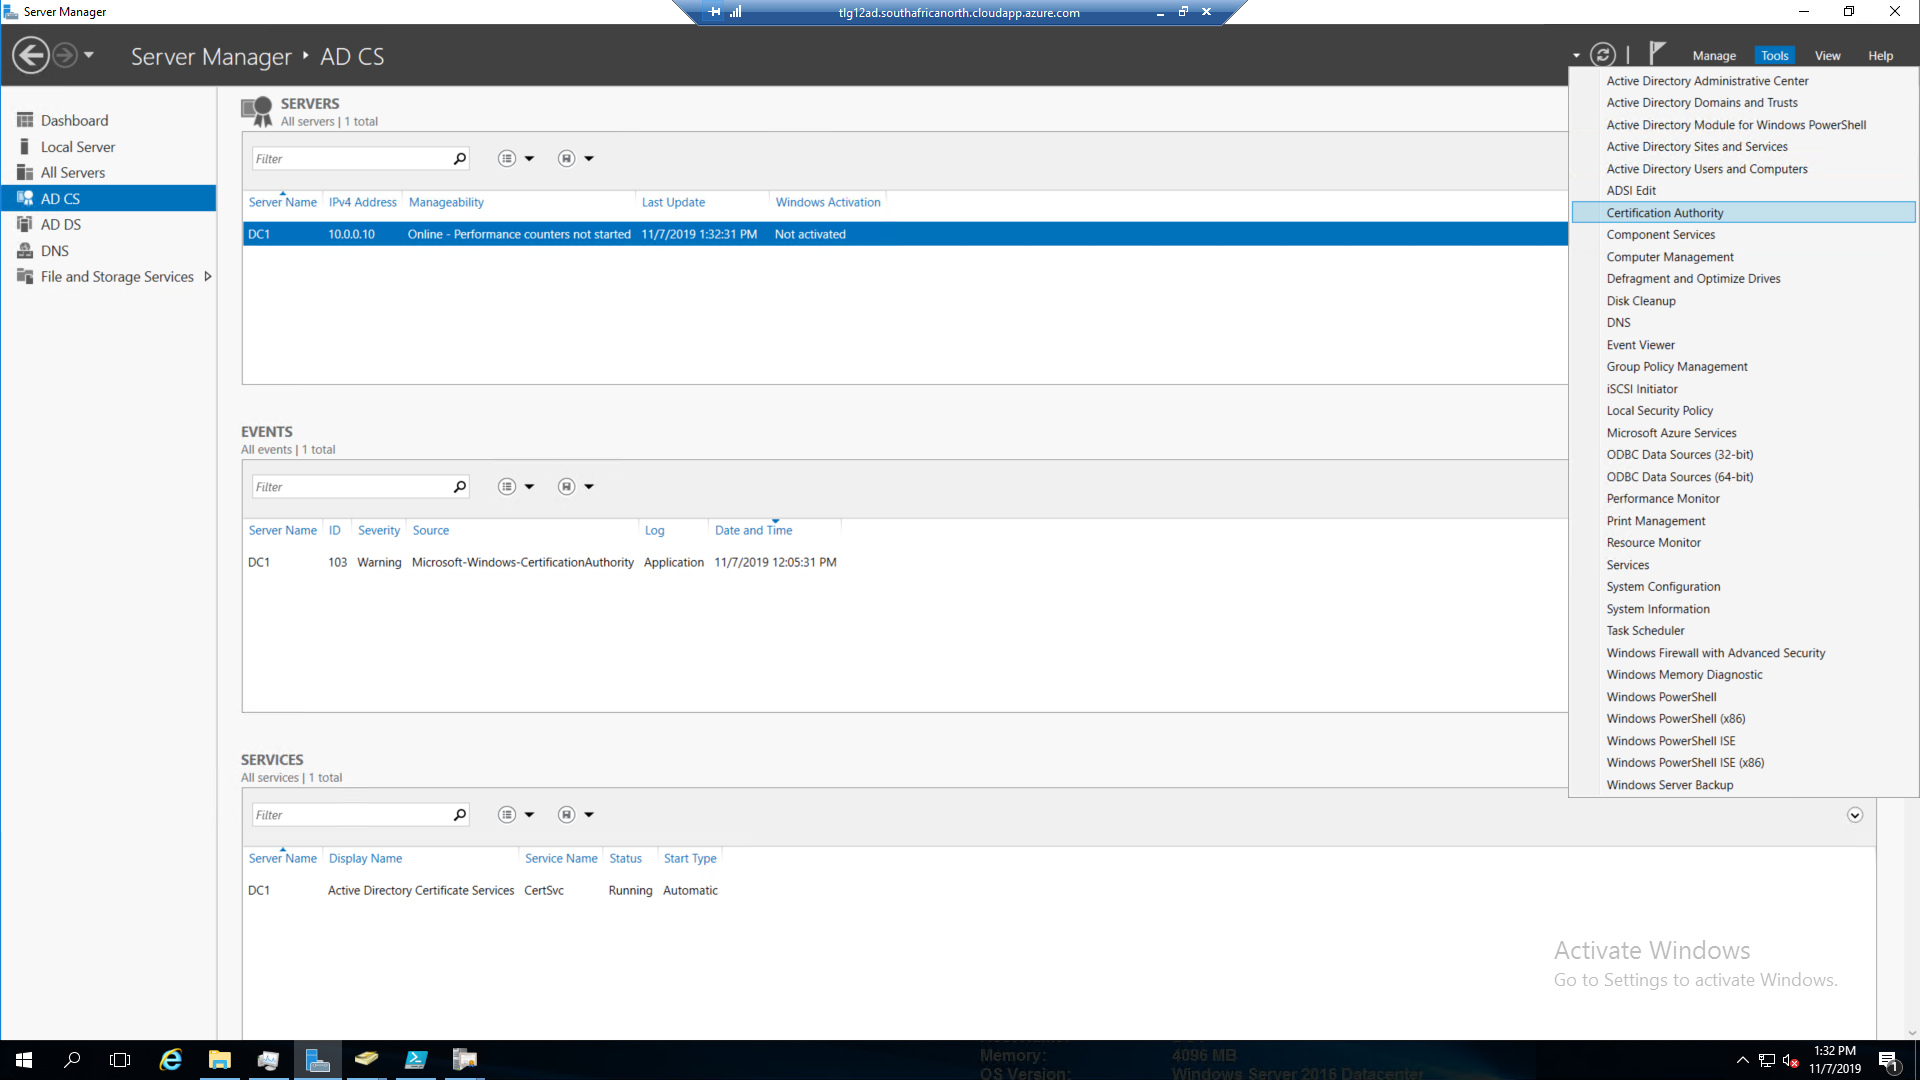 Server Manager
tlg12ad.southafricanorth.cloudapp.azure.com
Server Manager ‣ AD CS
Manage Tools View Help
Dashboard
Local Server
All Servers
AD CS
AD DS
DNS
File and Storage Services
SERVERS
All servers | 1 total
Filter
Server Name IPv4 Address Manageability Last Update Windows Activation
DC1 10.0.0.10 Online - Performance counters not started 11/7/2019 1:32:31 PM Not activated
EVENTS
All events | 1 total
Filter
Server Name ID Severity Source Log Date and Time
DC1 103 Warning Microsoft-Windows-CertificationAuthority Application 11/7/2019 12:05:31 PM
SERVICES
All services | 1 total
Filter
Server Name Display Name Service Name Status Start Type
DC1 Active Directory Certificate Services CertSvc Running Automatic
Active Directory Administrative Center
Active Directory Domains and Trusts
Active Directory Module for Windows PowerShell
Active Directory Sites and Services
Active Directory Users and Computers
ADSI Edit
Certification Authority
Component Services
Computer Management
Defragment and Optimize Drives
Disk Cleanup
DNS
Event Viewer
Group Policy Management
iSCSI Initiator
Local Security Policy
Microsoft Azure Services
ODBC Data Sources (32-bit)
ODBC Data Sources (64-bit)
Performance Monitor
Print Management
Resource Monitor
Services
System Configuration
System Information
Task Scheduler
Windows Firewall with Advanced Security
Windows Memory Diagnostic
Windows PowerShell
Windows PowerShell (x86)
Windows PowerShell ISE
Windows PowerShell ISE (x86)
Windows Server Backup
Activate Windows
Go to Settings to activate Windows.
Memory: 4096 MB
OS Version: Windows Server 2016 Datacenter
1:32 PM
11/7/2019
1